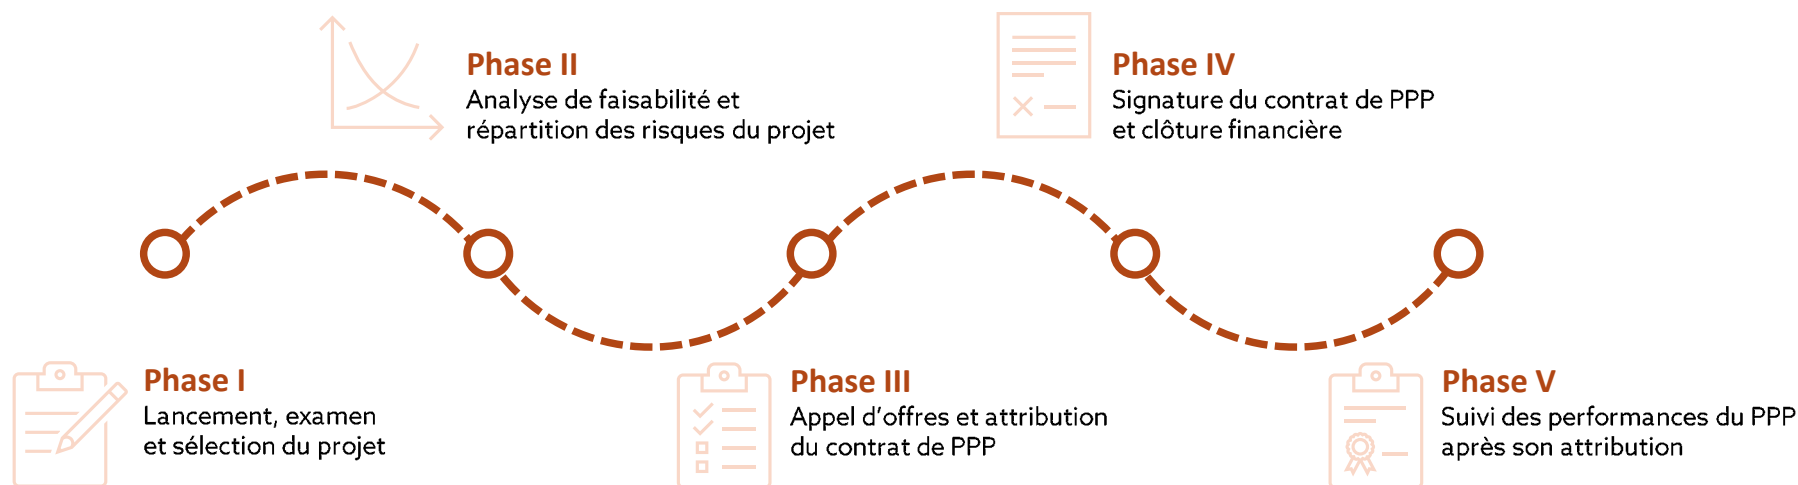 Phase I
Lancement, examen
et sélection du projet
Phase II
Analyse de faisabilité et
répartition des risques du projet
Phase III
Appel d’offres et attribution
du contrat de PPP
Phase IV
Signature du contrat de PPP
et clôture financière
Phase V
Suivi des performances du PPP
après son attribution